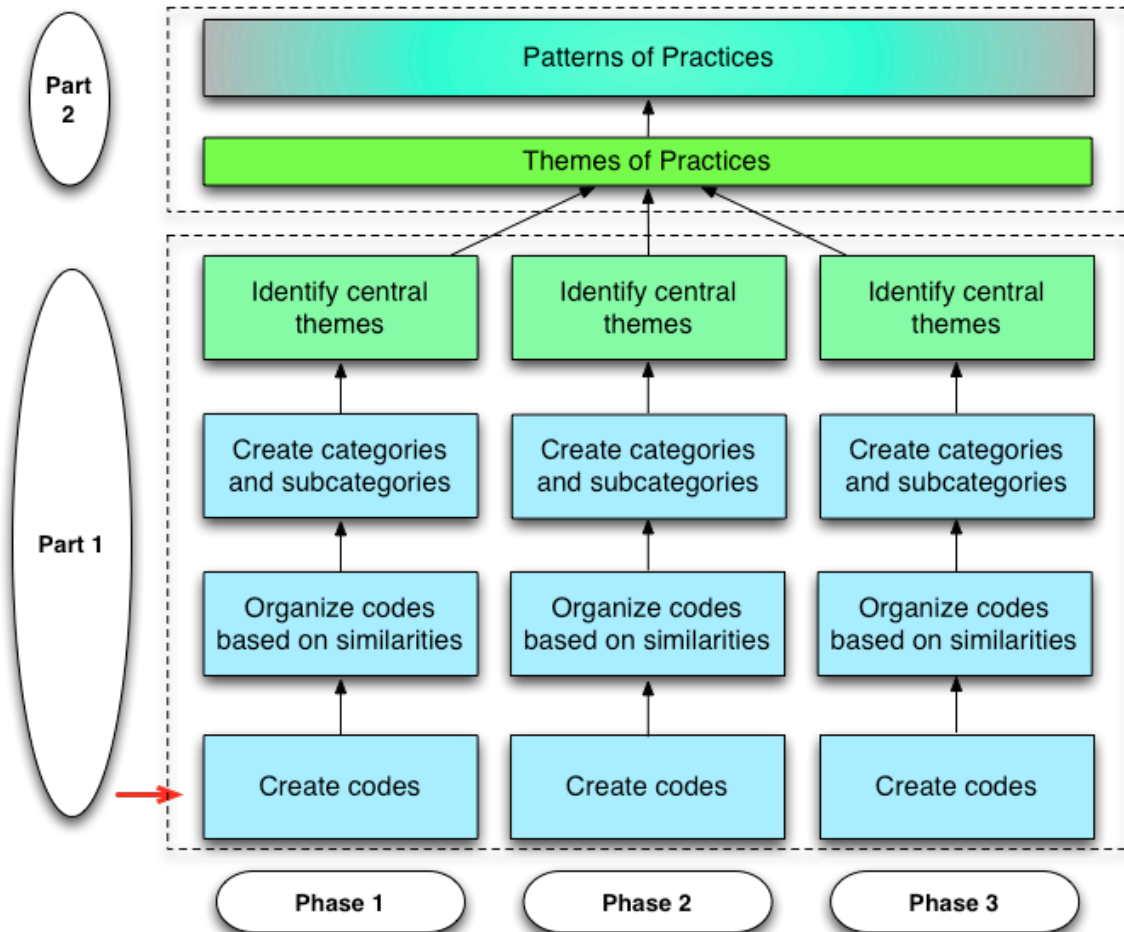 Part
2
Patterns of Practices
Themes of Practices
Part 1
Identify central
themes
Identify central
themes
Identify central
themes
Create categories
and subcategories
Create categories
and subcategories
Create categories
and subcategories
Organize codes
based on similarities
Organize codes
based on similarities
Organize codes
based on similarities
Create codes
Create codes
Create codes
Phase 1
Phase 2
Phase 3